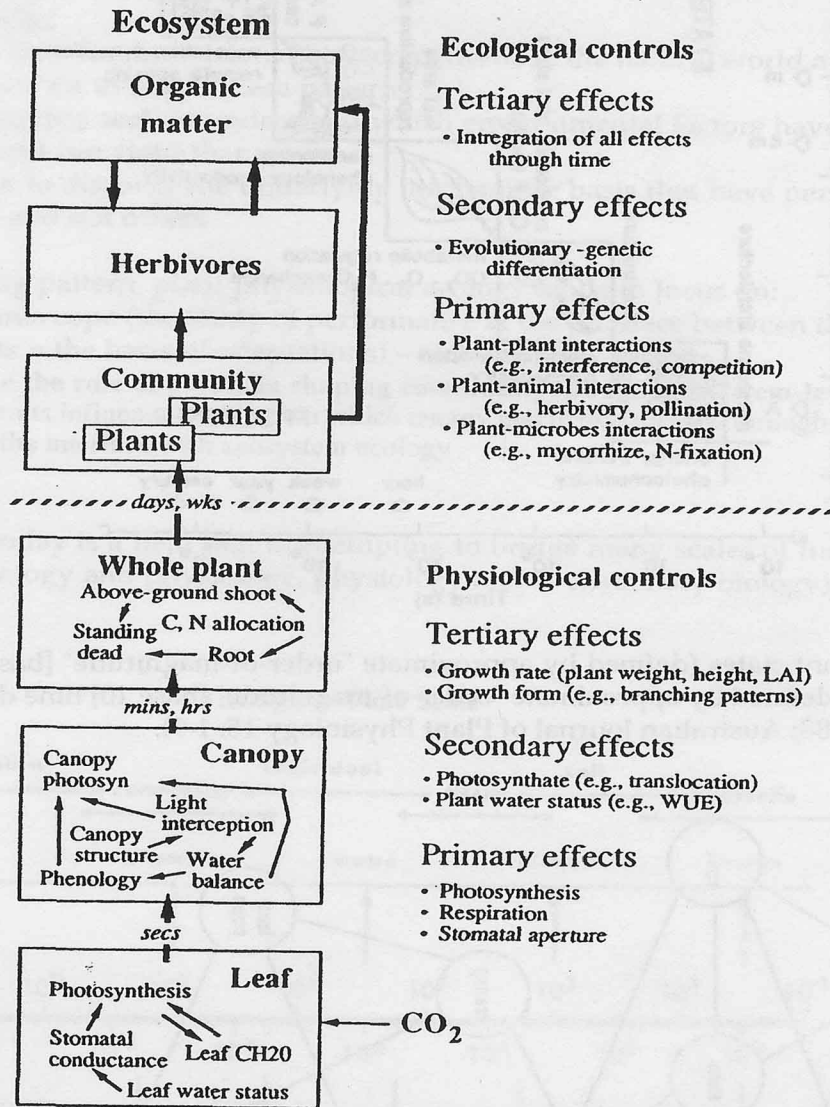 Ecosystem
Organic
matter
Herbivores
Community
Plants
Plants
days, wks
Whole plant
Above-ground shoot
C, N allocation
Standing
dead
Root
mins, hrs
Canopy
Canopy
photosyn
Light
interception
Canopy
structure
Water
balance
Phenology
secs
Leaf
Photosynthesis
Stomatal
conductance
Leaf CH20
Leaf water status
CO₂
Ecological controls
Tertiary effects
• Intregration of all effects
through time
Secondary effects
• Evolutionary -genetic
differentiation
Primary effects
• Plant-plant interactions
(e.g., interference, competition)
• Plant-animal interactions
(e.g., herbivory, pollination)
• Plant-microbes interactions
(e.g., mycorrhize, N-fixation)
Physiological controls
Tertiary effects
• Growth rate (plant weight, height, LAI)
• Growth form (e.g., branching patterns)
Secondary effects
• Photosynthate (e.g., translocation)
• Plant water status (e.g., WUE)
Primary effects
• Photosynthesis
• Respiration
• Stomatal aperture